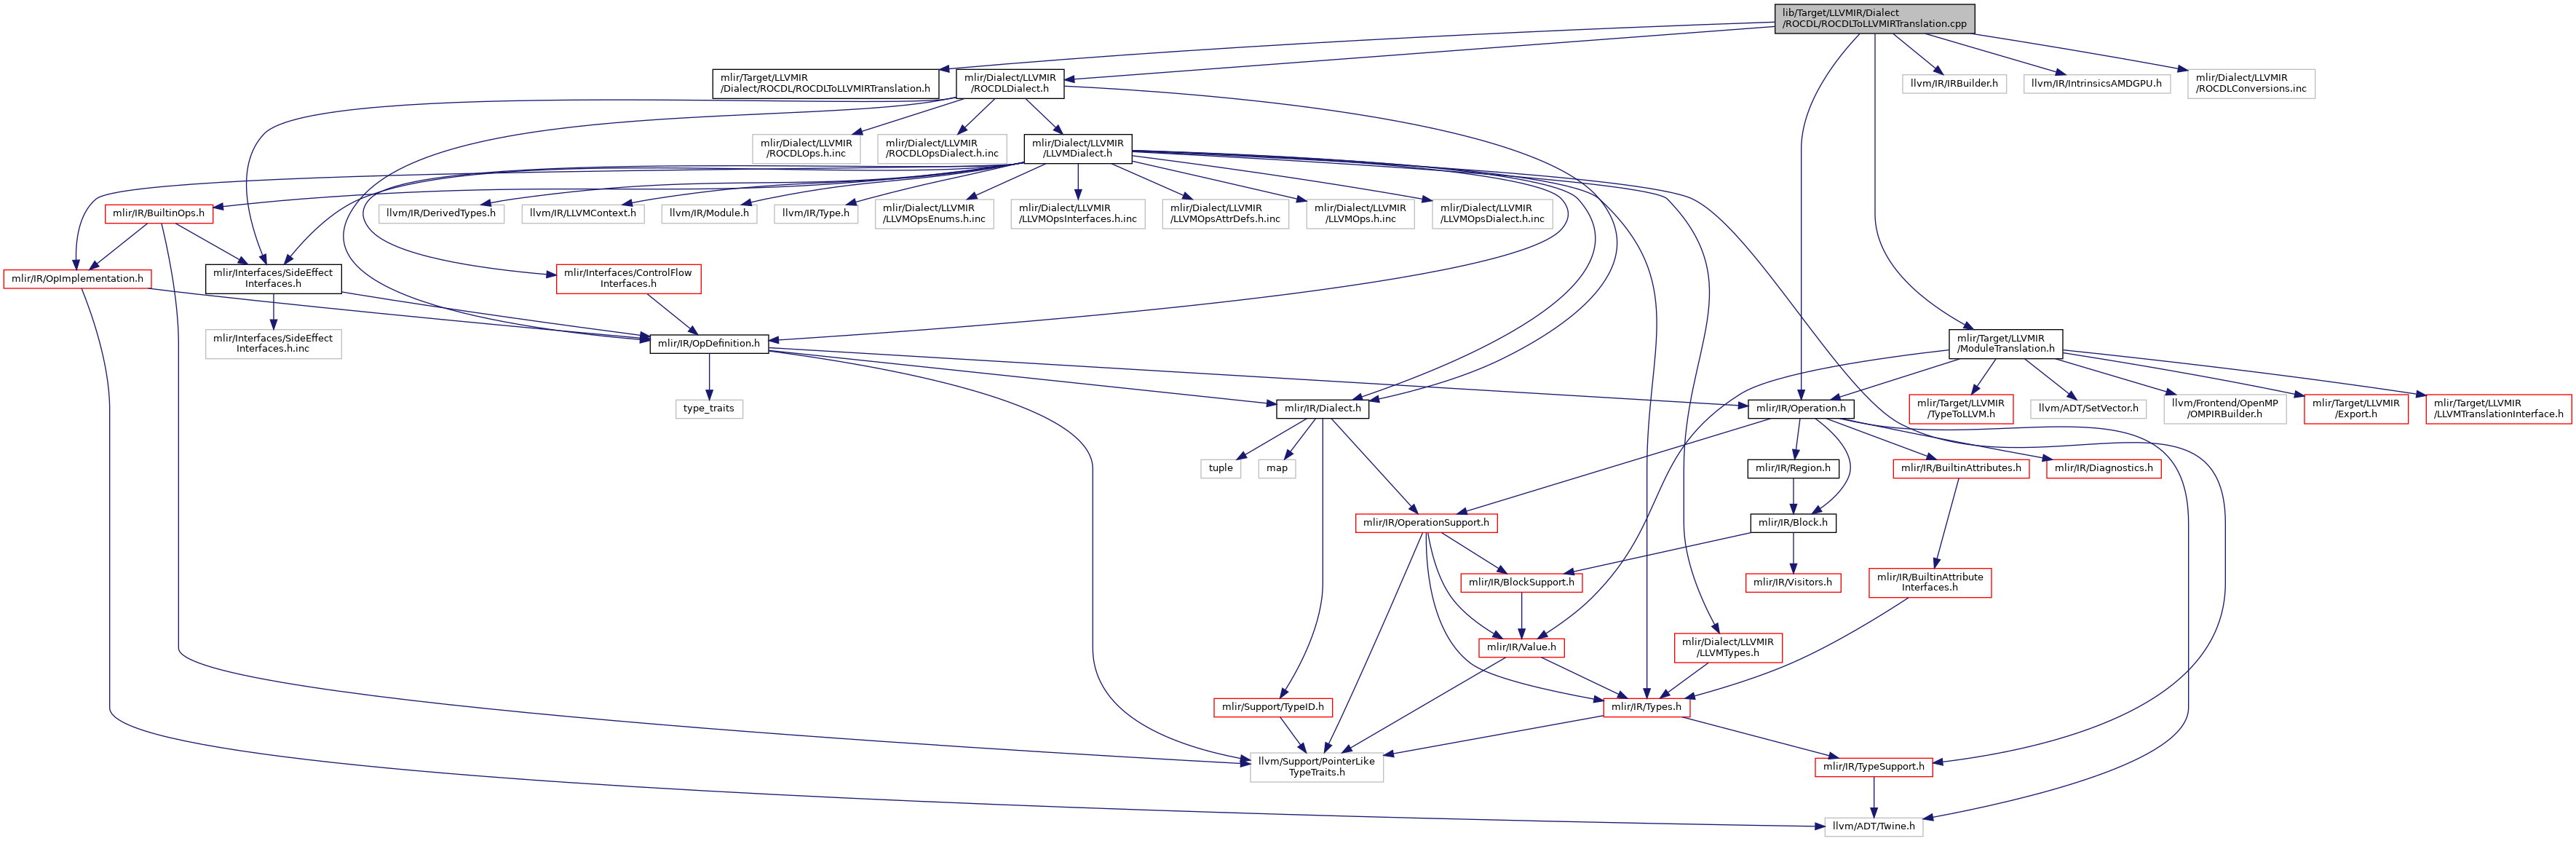 lib/Target/LLVMIR/Dialect
/ROCDL/ROCDLToLLVMIRTranslation.cpp
mlir/Target/LLVMIR
/Dialect/ROCDL/ROCDLToLLVMIRTranslation.h
mlir/Dialect/LLVMIR
/ROCDLDialect.h
llvm/IR/IRBuilder.h
llvm/IR/IntrinsicsAMDGPU.h
mlir/Dialect/LLVMIR
/ROCDLConversions.inc
mlir/Dialect/LLVMIR
/ROCDLOps.h.inc
mlir/Dialect/LLVMIR
/ROCDLOpsDialect.h.inc
mlir/Dialect/LLVMIR
/LLVMDialect.h
mlir/IR/BuiltinOps.h
llvm/IR/DerivedTypes.h
llvm/IR/LLVMContext.h
llvm/IR/Module.h
llvm/IR/Type.h
mlir/Dialect/LLVMIR
/LLVMOpsEnums.h.inc
mlir/Dialect/LLVMIR
/LLVMOpsInterfaces.h.inc
mlir/Dialect/LLVMIR
/LLVMOpsAttrDefs.h.inc
mlir/Dialect/LLVMIR
/LLVMOps.h.inc
mlir/Dialect/LLVMIR
/LLVMOpsDialect.h.inc
mlir/IR/OpImplementation.h
mlir/Interfaces/SideEffect
Interfaces.h
mlir/Interfaces/ControlFlow
Interfaces.h
mlir/Interfaces/SideEffect
Interfaces.h.inc
mlir/IR/OpDefinition.h
mlir/Target/LLVMIR
/ModuleTranslation.h
type_traits
mlir/IR/Dialect.h
mlir/IR/Operation.h
mlir/Target/LLVMIR
/TypeToLLVM.h
llvm/ADT/SetVector.h
llvm/Frontend/OpenMP
/OMPIRBuilder.h
mlir/Target/LLVMIR
/Export.h
mlir/Target/LLVMIR
/LLVMTranslationInterface.h
tuple
map
mlir/IR/Region.h
mlir/IR/BuiltinAttributes.h
mlir/IR/Diagnostics.h
mlir/IR/OperationSupport.h
mlir/IR/Block.h
mlir/IR/BlockSupport.h
mlir/IR/Visitors.h
mlir/IR/BuiltinAttribute
Interfaces.h
mlir/IR/Value.h
mlir/Dialect/LLVMIR
/LLVMTypes.h
mlir/Support/TypeID.h
mlir/IR/Types.h
llvm/Support/PointerLike
TypeTraits.h
mlir/IR/TypeSupport.h
llvm/ADT/Twine.h